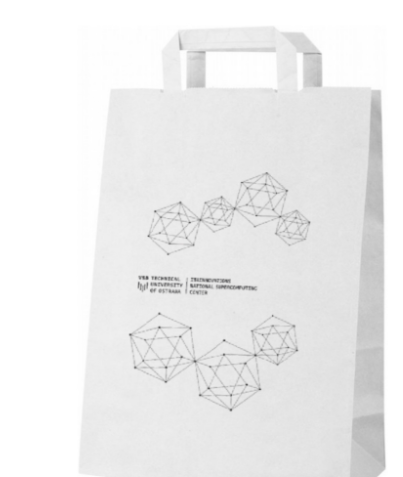 VSB TECHNICAL
UNIVERSITY
OF OSTRAVA
IT4INNOVATIONS
NATIONAL SUPERCOMPUTING
CENTER